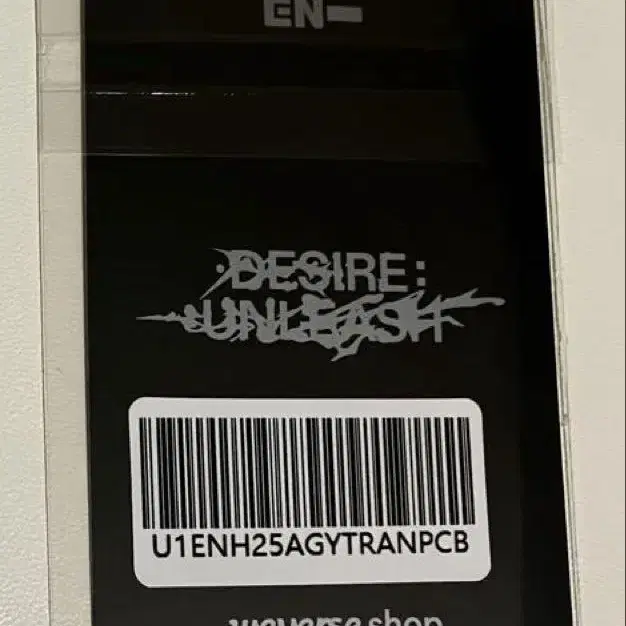 EN-
DESIRE:
UNLEASH
U1ENH25AGYTRANPCB
weverse shop